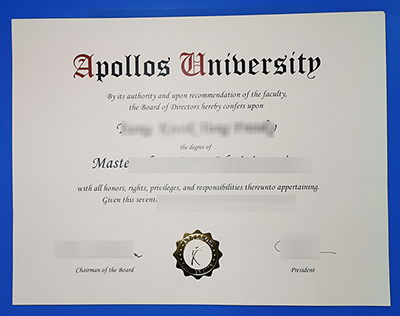 Apollos University
By its authority and upon recommendation of the faculty,
the Board of Directors hereby confers upon
the degree of
Maste
with all honors, rights, privileges, and responsibilities thereunto appertaining.
Given this sevent
Chairman of the Board
President